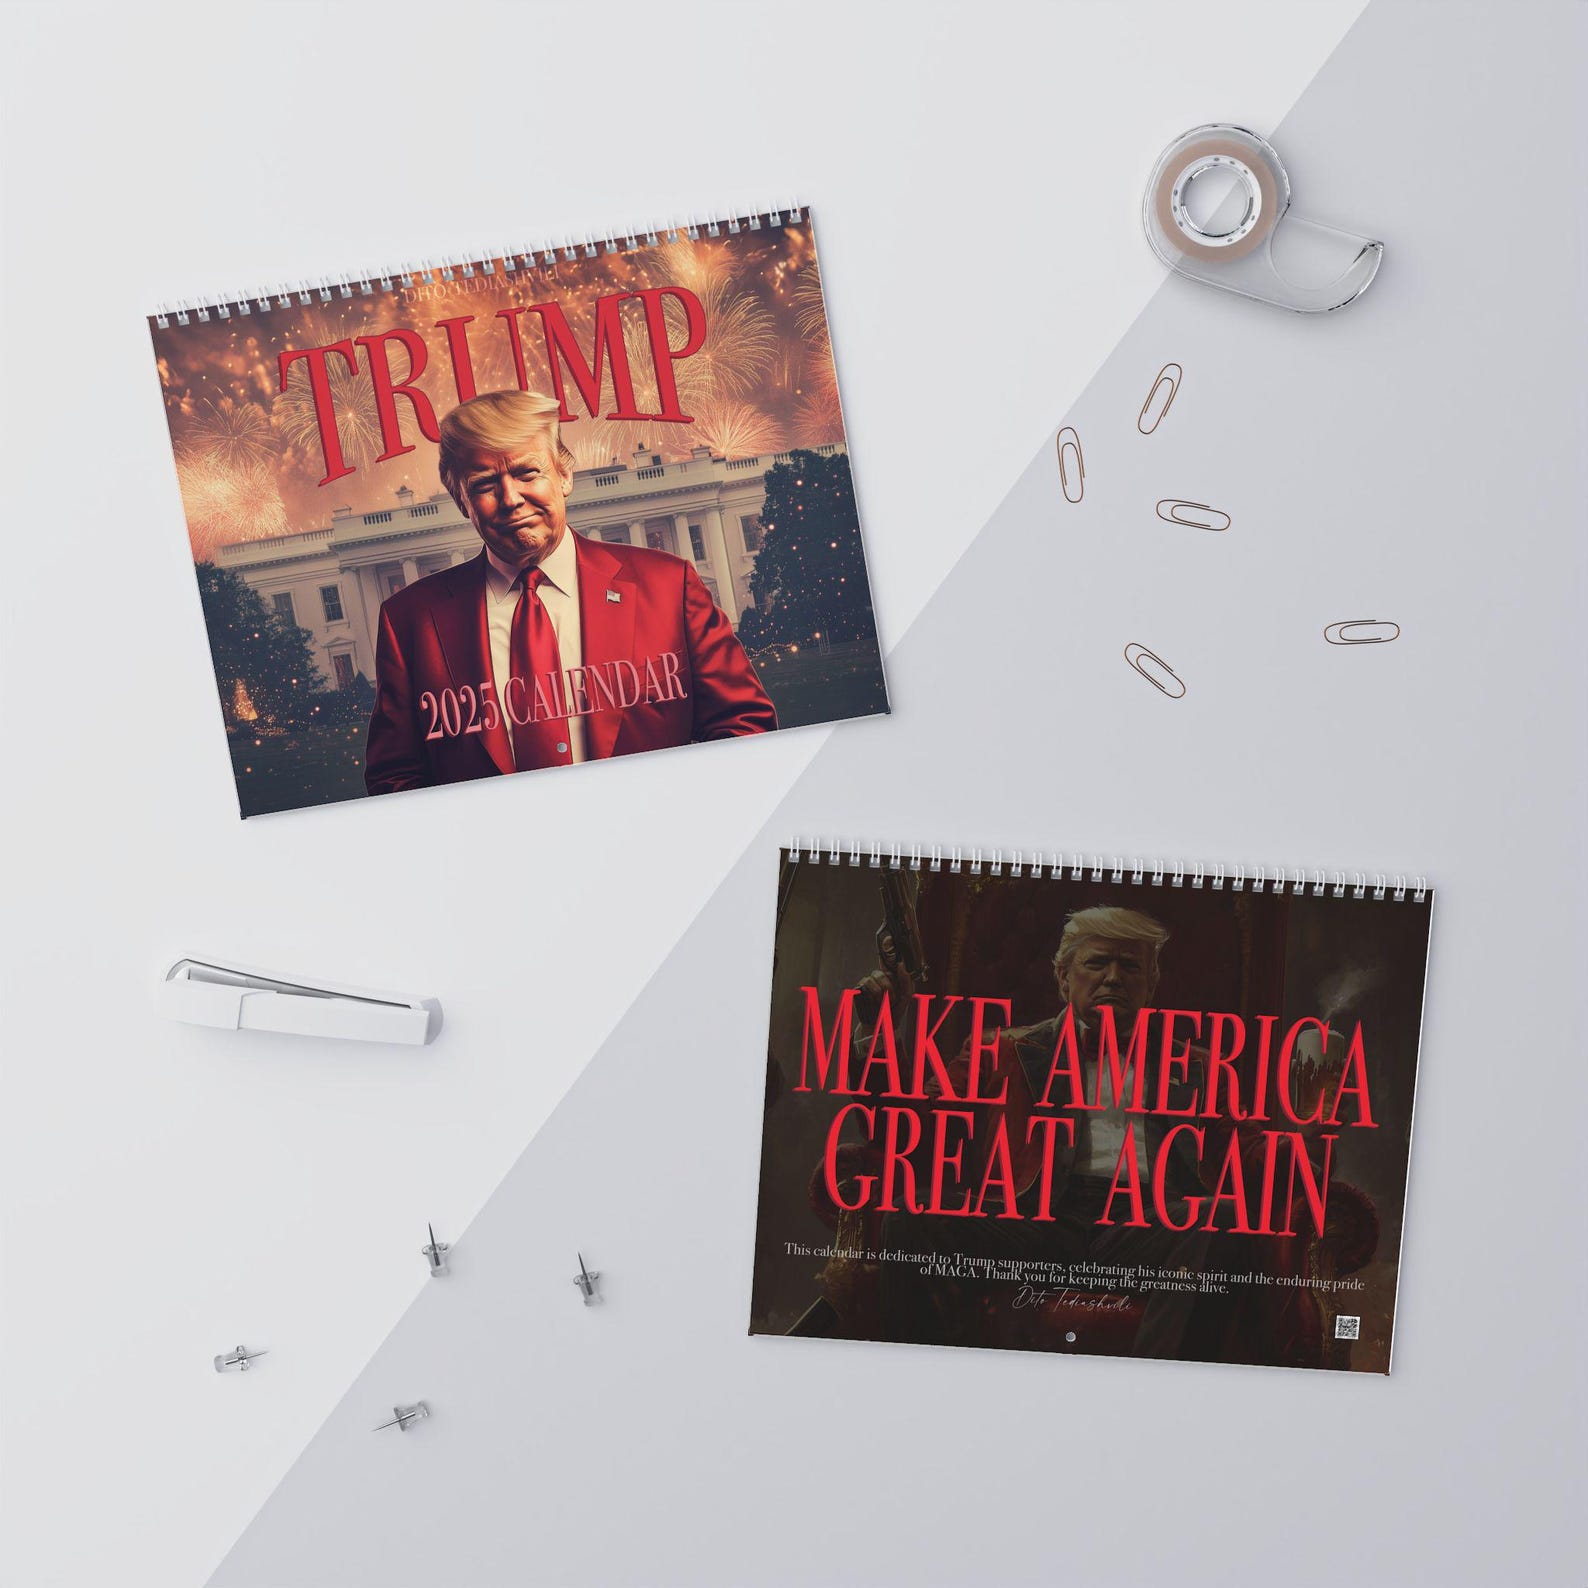 DITO TEDIASHVILI
TRUMP
2025 CALENDAR
MAKE AMERICA
GREAT AGAIN
This calendar is dedicated to Trump supporters, celebrating his iconic spirit and the enduring pride
of MAGA. Thank you for keeping the greatness alive.
Dito Tediashvili